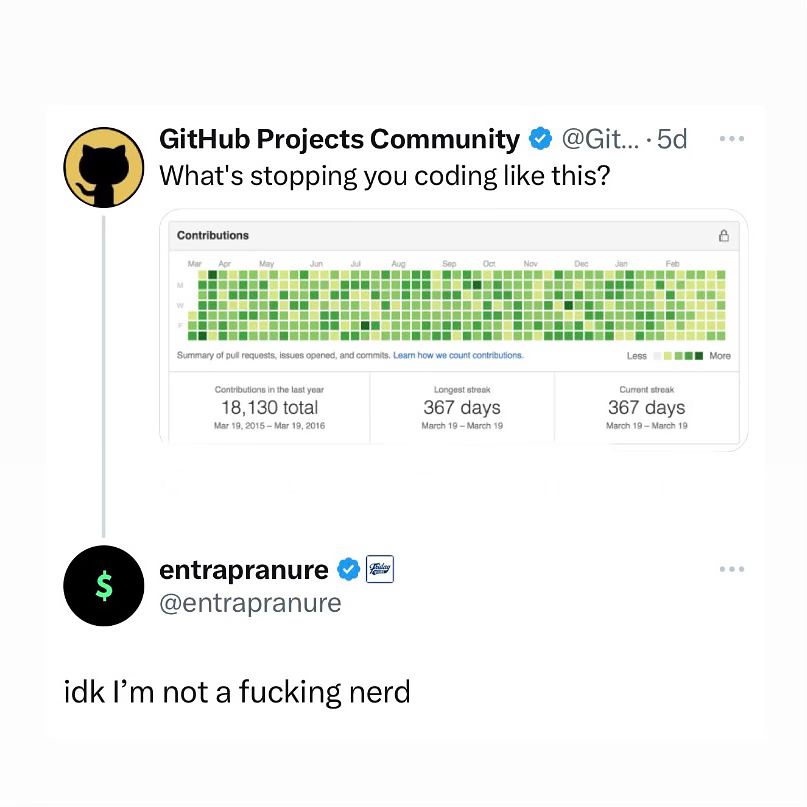 GitHub Projects Community @Git... · 5d
What's stopping you coding like this?
Contributions
Mar Apr May Jun Jul Aug Sep Oct Nov Dec Jan Feb
M
W
F
Summary of pull requests, issues opened, and commits. Learn how we count contributions.
Less More
Contributions in the last year
18,130 total
Mar 19, 2015 – Mar 19, 2016
Longest streak
367 days
March 19 – March 19
Current streak
367 days
March 19 – March 19
$
entrapranure
@entrapranure
idk I’m not a fucking nerd